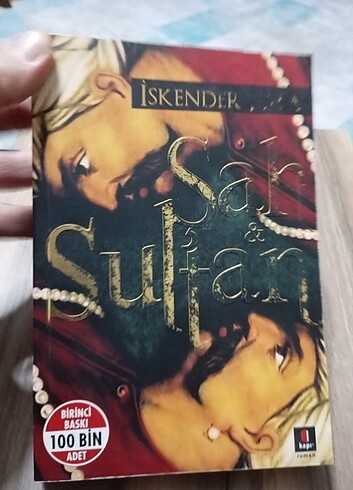 İSKENDER
Şah
&
Sultan
BİRİNCİ
BASKI
100 BİN
ADET
kapı
roman